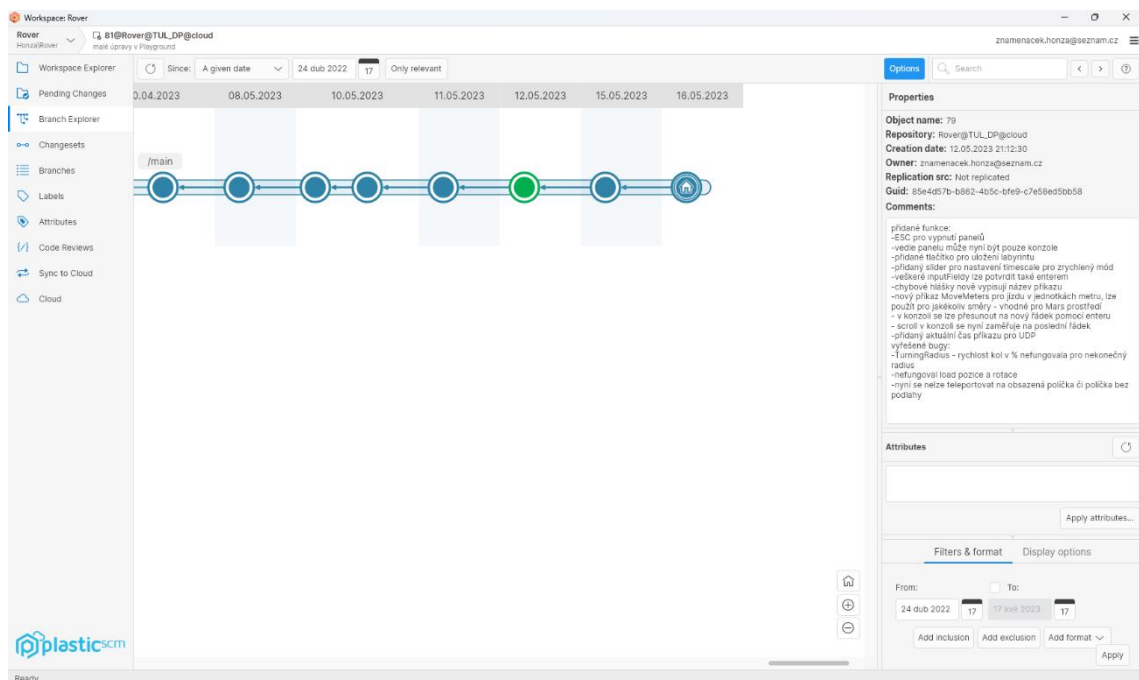 Workspace: Rover
Rover
Honza\Rover
81@Rover@TUL_DP@cloud
malé úpravy v Playground
znamenacek.honza@seznam.cz
Workspace Explorer
Pending Changes
Branch Explorer
Changesets
Branches
Labels
Attributes
Code Reviews
Sync to Cloud
Cloud
Since: A given date 24 dub 2022 17 Only relevant
Options Search
0.04.2023 08.05.2023 10.05.2023 11.05.2023 12.05.2023 15.05.2023 16.05.2023
/main
Properties
Object name: 79
Repository: Rover@TUL_DP@cloud
Creation date: 12.05.2023 21:12:30
Owner: znamenacek.honza@seznam.cz
Replication src: Not replicated
Guid: 85e4d57b-b862-4b5c-bfe9-c7e58ed5bb58
Comments:
přidané funkce:
-ESC pro vypnutí panelů
-vedle panelu může nyní být pouze konzole
-přidané tlačítko pro uložení labyrintu
-přidaný slider pro nastavení timescale pro zrychlený mód
-veškeré inputFieldy lze potvrdit také enterem
-chybové hlášky nově vypisují název příkazu
-nový příkaz MoveMeters pro jízdu v jednotkách metru, lze
použít pro jakékoliv směry - vhodné pro Mars prostředí
- v konzoli se lze přesunout na nový řádek pomocí enteru
- scroll v konzoli se nyní zaměřuje na poslední řádek
-přidaný aktuální čas příkazu pro UDP
vyřešené bugy:
-TurningRadius - rychlost kol v % nefungovala pro nekonečný
radius
-nefungoval load pozice a rotace
-nyní se nelze teleportovat na obsazená políčka či políčka bez
podlahy
Attributes
Apply attributes...
Filters & format Display options
From: To:
24 dub 2022 17 17 kvě 2023 17
Add inclusion Add exclusion Add format
Apply
plasticscm
Ready